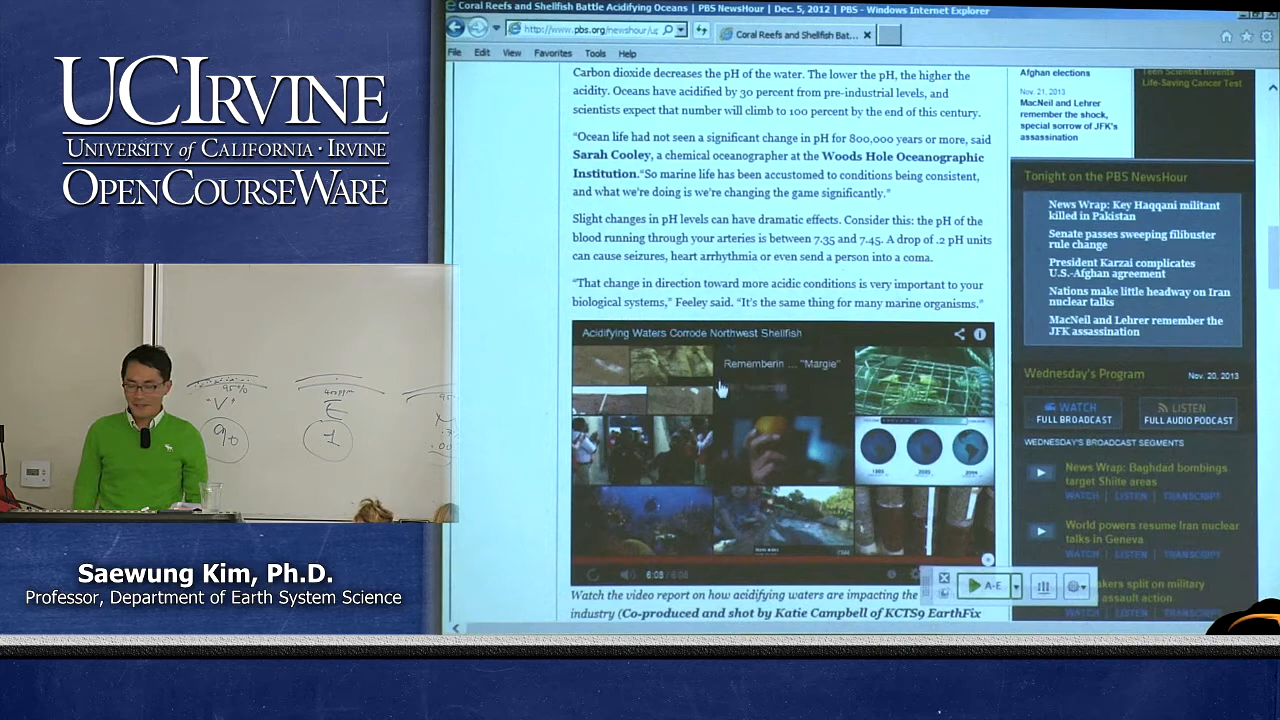 UCIRVINE
UNIVERSITY of CALIFORNIA · IRVINE
OPENCOURSEWARE
95%
"V"
90
400ppm
E
1
95
Saewung Kim, Ph.D.
Professor, Department of Earth System Science
Coral Reefs and Shellfish Battle Acidifying Oceans | PBS NewsHour | Dec. 5, 2012 | PBS - Windows Internet Explorer
http://www.pbs.org/newshour/up
Coral Reefs and Shellfish Bat...
File Edit View Favorites Tools Help
Carbon dioxide decreases the pH of the water. The lower the pH, the higher the
acidity. Oceans have acidified by 30 percent from pre-industrial levels, and
scientists expect that number will climb to 100 percent by the end of this century.
"Ocean life had not seen a significant change in pH for 800,000 years or more, said
Sarah Cooley, a chemical oceanographer at the Woods Hole Oceanographic
Institution."So marine life has been accustomed to conditions being consistent,
and what we're doing is we're changing the game significantly."
Slight changes in pH levels can have dramatic effects. Consider this: the pH of the
blood running through your arteries is between 7.35 and 7.45. A drop of .2 pH units
can cause seizures, heart arrhythmia or even send a person into a coma.
"That change in direction toward more acidic conditions is very important to your
biological systems," Feeley said. "It's the same thing for many marine organisms."
Acidifying Waters Corrode Northwest Shellfish
Rememberin ... "Margie"
6:08 / 6:08
A-E
Watch the video report on how acidifying waters are impacting the
industry (Co-produced and shot by Katie Campbell of KCTS9 EarthFix
Afghan elections
Nov. 21, 2013
MacNeil and Lehrer
remember the shock,
special sorrow of JFK's
assassination
Teen Scientist Invents
Life-Saving Cancer Test
Tonight on the PBS NewsHour
News Wrap: Key Haqqani militant
killed in Pakistan
Senate passes sweeping filibuster
rule change
President Karzai complicates
U.S.-Afghan agreement
Nations make little headway on Iran
nuclear talks
MacNeil and Lehrer remember the
JFK assassination
Wednesday's Program
Nov. 20, 2013
WATCH
FULL BROADCAST
LISTEN
FULL AUDIO PODCAST
WEDNESDAY'S BROADCAST SEGMENTS
News Wrap: Baghdad bombings
target Shiite areas
WATCH | LISTEN | TRANSCRIPT
World powers resume Iran nuclear
talks in Geneva
WATCH | LISTEN | TRANSCRIPT
akers split on military
assault action
WATCH | LISTEN | TRANSCRIPT